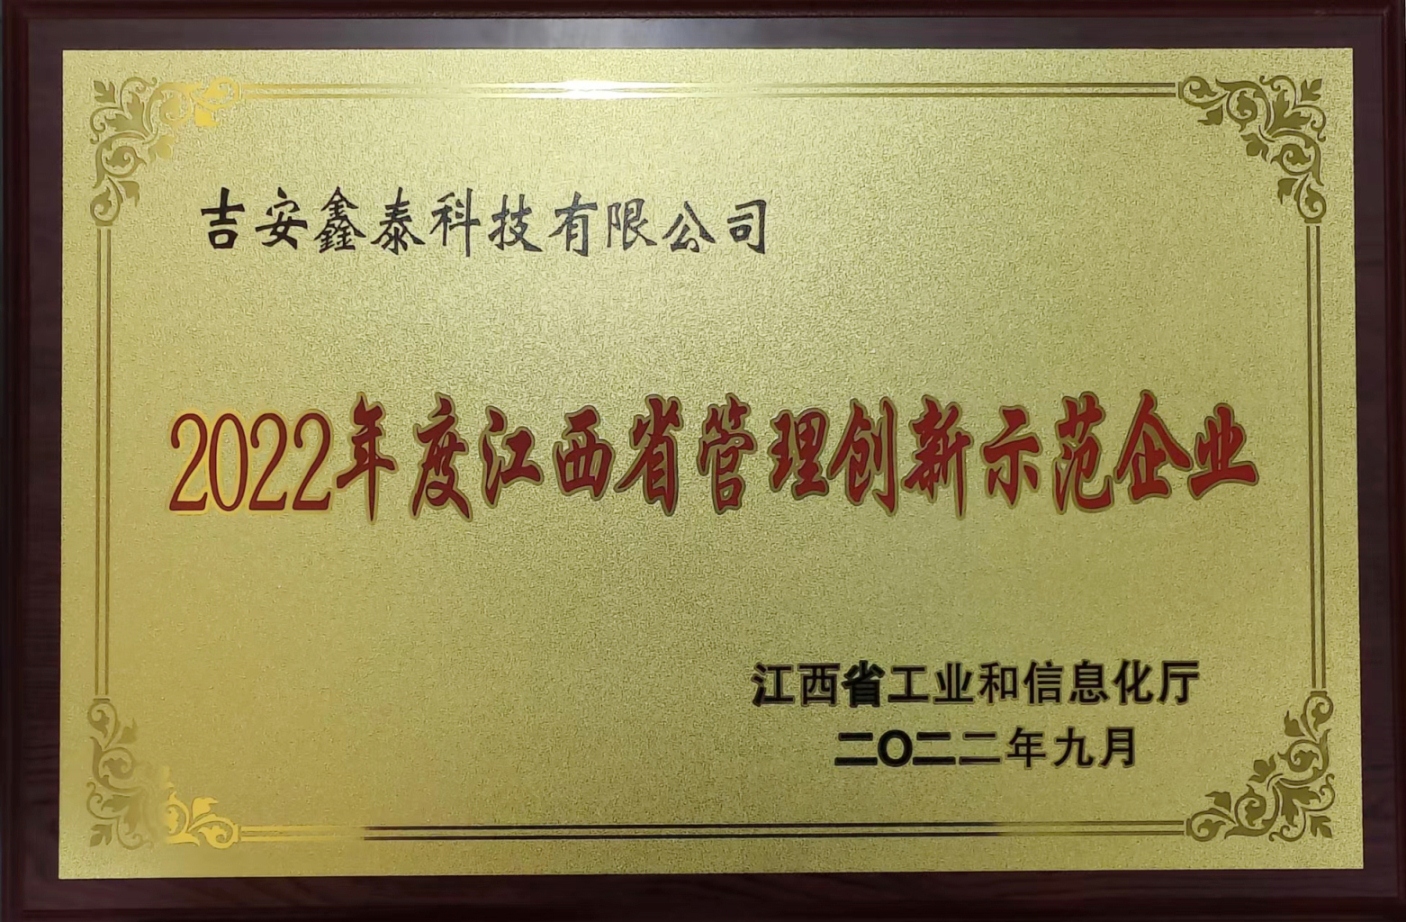 吉安鑫泰科技有限公司
2022年度江西省管理创新示范企业
江西省工业和信息化厅
二〇二二年九月